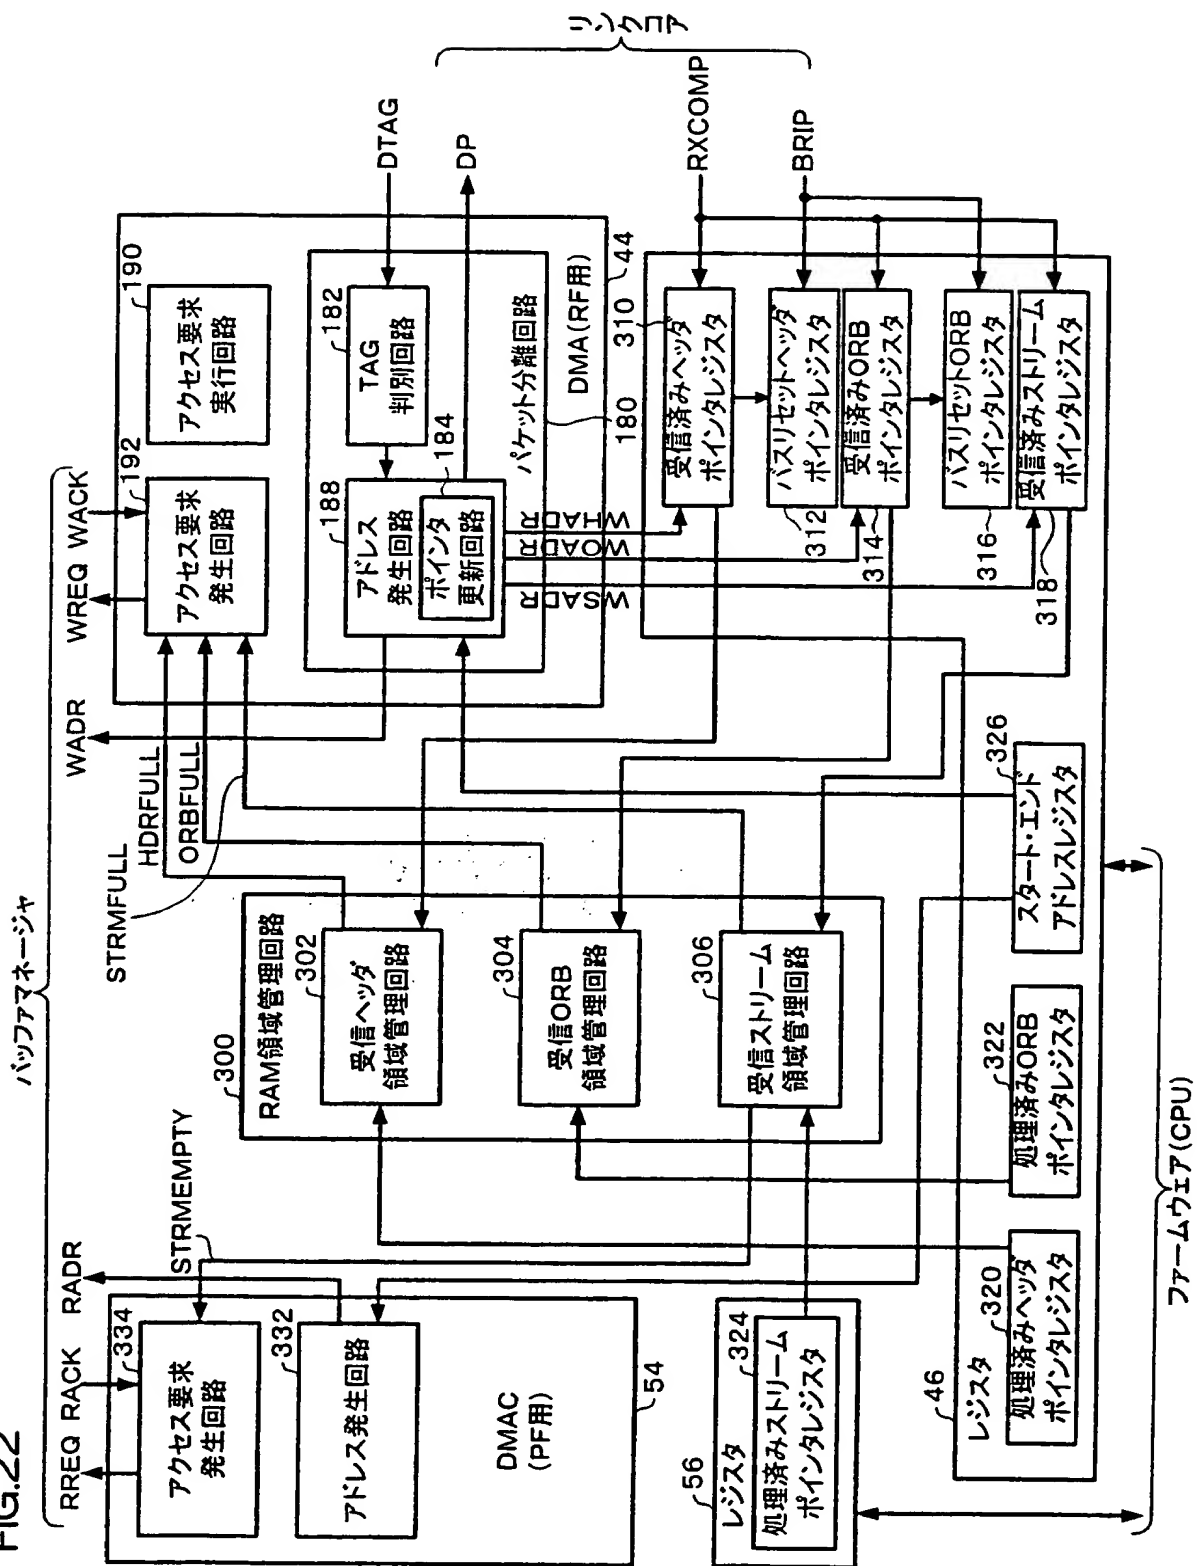 FIG.22
バッファマネージャ
RREQ RACK RADR
WADR WREQ WACK
334
アクセス要求
発生回路
332
アドレス発生回路
DMAC
(PF用)
54
STRMEMPTY
STRMFULL
HDRFULL
ORBFULL
300
RAM領域管理回路
302
受信ヘッダ
領域管理回路
304
受信ORB
領域管理回路
306
受信ストリーム
領域管理回路
192
アクセス要求
発生回路
190
アクセス要求
実行回路
188
アドレス
発生回路
184
ポインタ
更新回路
182
TAG
判別回路
パケット分離回路
180
DMAC(RF用)
44
DTAG
DP
RXCOMP
BRIP
リンクコア
WHADR
WOADR
WSADR
56
レジスタ
324
処理済みストリーム
ポインタレジスタ
46
レジスタ
320
処理済みヘッダ
ポインタレジスタ
322
処理済みORB
ポインタレジスタ
326
スタート・エンド
アドレスレジスタ
310
受信済みヘッダ
ポインタレジスタ
312
バスリセットヘッダ
ポインタレジスタ
314
受信済みORB
ポインタレジスタ
316
バスリセットORB
ポインタレジスタ
318
受信済みストリーム
ポインタレジスタ
ファームウェア(CPU)